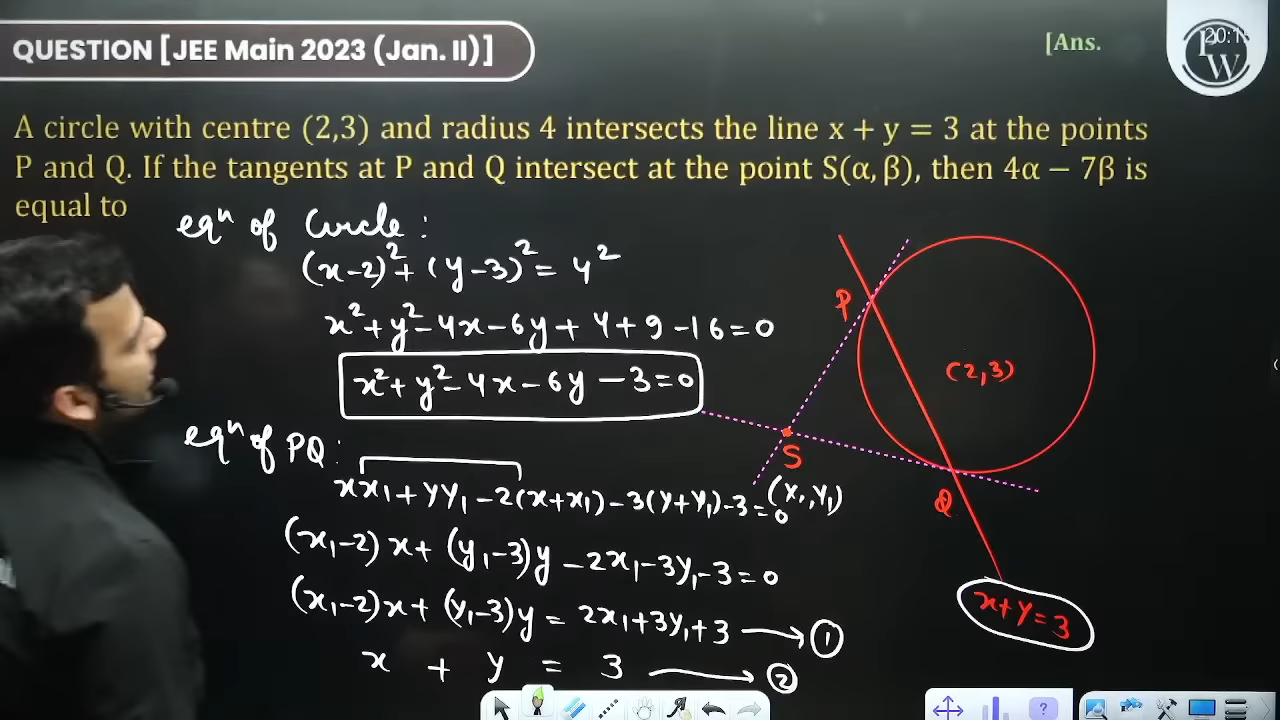 QUESTION [JEE Main 2023 (Jan. II)]
[Ans.
20:1
PW
A circle with centre (2,3) and radius 4 intersects the line x + y = 3 at the points
P and Q. If the tangents at P and Q intersect at the point S(α, β), then 4α − 7β is
equal to
eqⁿ of Circle :
(x-2)² + (y-3)² = 4²
x² + y² - 4x - 6y + 4 + 9 - 16 = 0
x² + y² - 4x - 6y - 3 = 0
eqⁿ of PQ :
xx₁ + yy₁ - 2(x+x₁) - 3(y+y₁) - 3 = 0
(x₁-2)x + (y₁-3)y - 2x₁ - 3y₁ - 3 = 0
(x₁-2)x + (y₁-3)y = 2x₁ + 3y₁ + 3 → ①
x + y = 3 → ②
P
(2,3)
S
(x₁, y₁)
Q
x+y=3